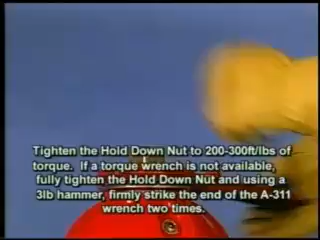 Tighten the Hold Down Nut to 200-300ft/lbs of
torque. If a torque wrench is not available,
fully tighten the Hold Down Nut and using a
3lb hammer, firmly strike the end of the A-311
wrench two times.